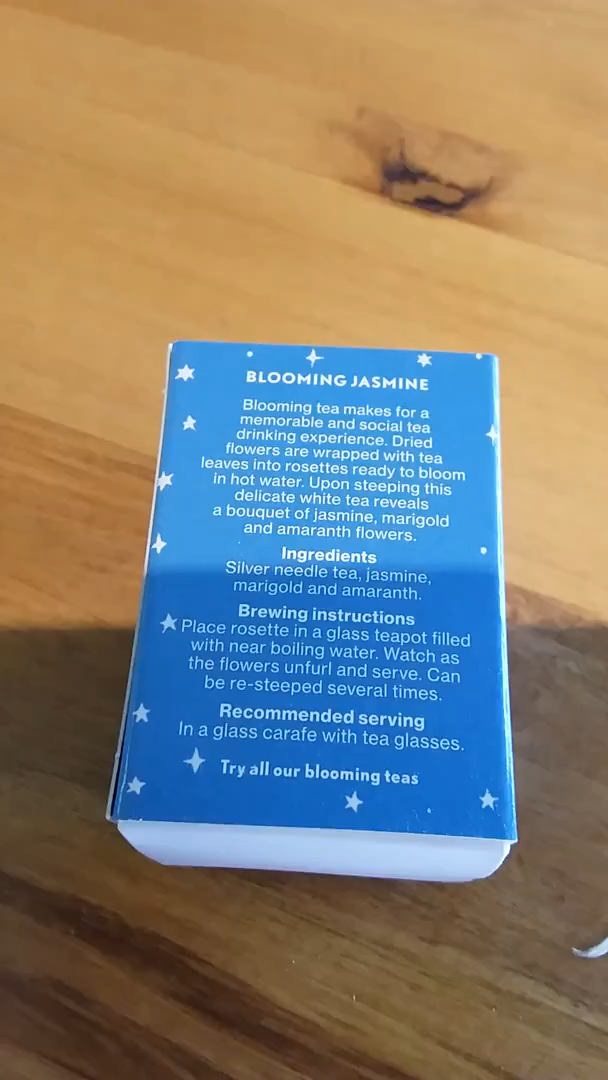 BLOOMING JASMINE
Blooming tea makes for a
memorable and social tea
drinking experience. Dried
flowers are wrapped with tea
leaves into rosettes ready to bloom
in hot water. Upon steeping this
delicate white tea reveals
a bouquet of jasmine, marigold
and amaranth flowers.
Ingredients
Silver needle tea, jasmine,
marigold and amaranth.
Brewing instructions
Place rosette in a glass teapot filled
with near boiling water. Watch as
the flowers unfurl and serve. Can
be re-steeped several times.
Recommended serving
In a glass carafe with tea glasses.
Try all our blooming teas